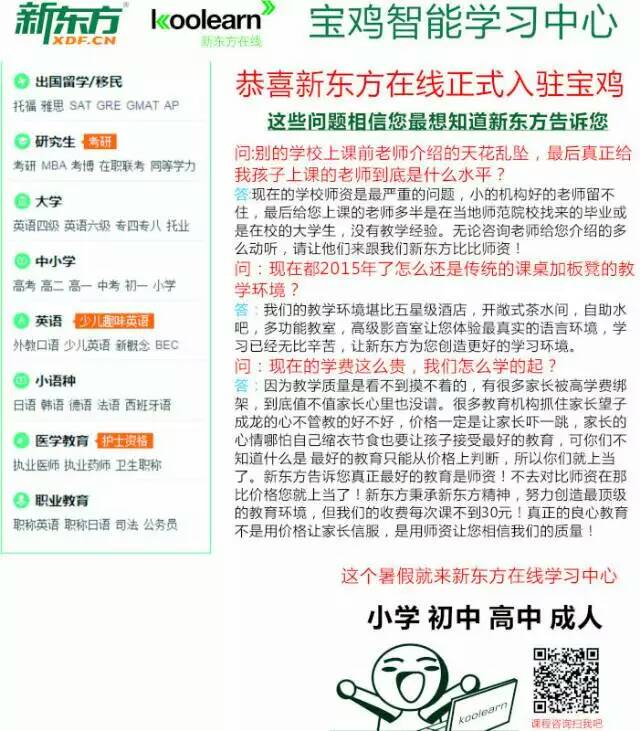 新东方
XDF.CN
koolearn
新东方在线
宝鸡智能学习中心
出国留学/移民
托福 雅思 SAT GRE GMAT AP
研究生 考研
考研 MBA 考博 在职联考 同等学力
大学
英语四级 英语六级 专四专八 托业
中小学
高考 高二 高一 中考 初一 小学
英语 少儿趣味英语
外教口语 少儿英语 新概念 BEC
小语种
日语 韩语 德语 法语 西班牙语
医学教育 护士资格
执业医师 执业药师 卫生职称
职业教育
职称英语 职称日语 司法 公务员
恭喜新东方在线正式入驻宝鸡
这些问题相信您最想知道新东方告诉您
问:别的学校上课前老师介绍的天花乱坠，最后真正给
我孩子上课的老师到底是什么水平？
答:现在的学校师资是最严重的问题，小的机构好的老师留不
住，最后给您上课的老师多半是在当地师范院校找来的毕业或
是在校的大学生，没有教学经验。无论咨询老师给您介绍的多
么动听，请让他们来跟我们新东方比比师资！
问：现在都2015年了怎么还是传统的课桌加板凳的教
学环境？
答：我们的教学环境堪比五星级酒店，开敞式茶水间，自助水
吧，多功能教室，高级影音室让您体验最真实的语言环境，学
习已经无比辛苦，让新东方为您创造更好的学习环境。
问：现在的学费这么贵，我们怎么学的起？
答：因为教学质量是看不到摸不着的，有很多家长被高学费绑
架，到底值不值家长心里也没谱。很多教育机构抓住家长望子
成龙的心不管教的好不好，价格一定是让家长吓一跳，家长的
心情哪怕自己缩衣节食也要让孩子接受最好的教育，可你们不
知道什么是 最好的教育只能从价格上判断，所以你们就上当
了。新东方告诉您真正最好的教育是师资！不去对比师资在那
比价格您就上当了！新东方秉承新东方精神，努力创造最顶级
的教育环境，但我们的收费每次课不到30元！真正的良心教育
不是用价格让家长信服，是用师资让您相信我们的质量！
这个暑假就来新东方在线学习中心
小学 初中 高中 成人
koolearn
课程咨询扫我吧